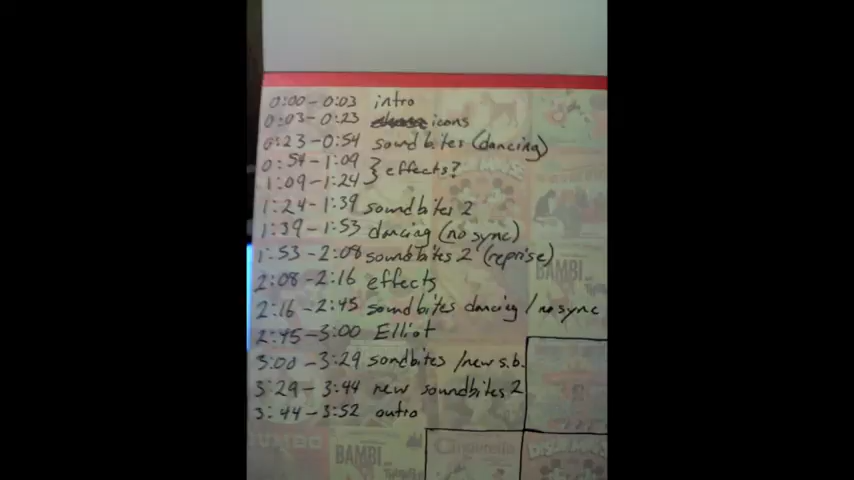 0:00-0:03 intro
0:03-0:23 icons
0:23-0:54 soundbites (dancing)
0:54-1:09 } effects?
1:09-1:24
1:24-1:39 soundbites 2
1:39-1:53 dancing (no sync)
1:53-2:08 soundbites 2 (reprise)
2:08-2:16 effects
2:16-2:45 soundbites dancing / no sync
2:45-3:00 Elliot
3:00-3:29 sondbites /new s.b.
3:29-3:44 new soundbites 2
3:44-3:52 outro
BAMBI
DUMBO
BAMBI
Cinderella